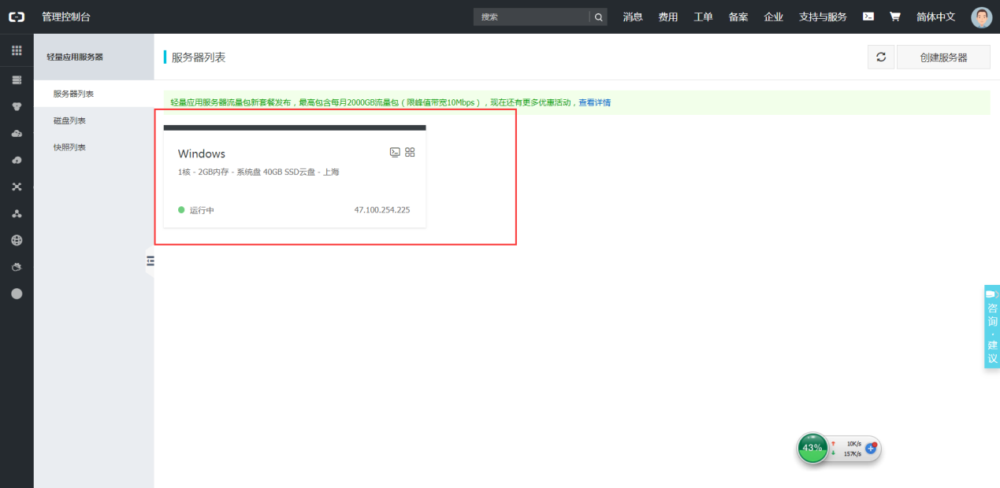 管理控制台
搜索
消息 费用 工单 备案 企业 支持与服务 简体中文
轻量应用服务器
服务器列表
磁盘列表
快照列表
服务器列表
创建服务器
轻量应用服务器流量包新套餐发布，最高包含每月2000GB流量包（限峰值带宽10Mbps），现在还有更多优惠活动，查看详情
Windows
1核 - 2GB内存 - 系统盘 40GB SSD云盘 - 上海
运行中
47.100.254.225
咨询·建议
43%
10K/s
157K/s